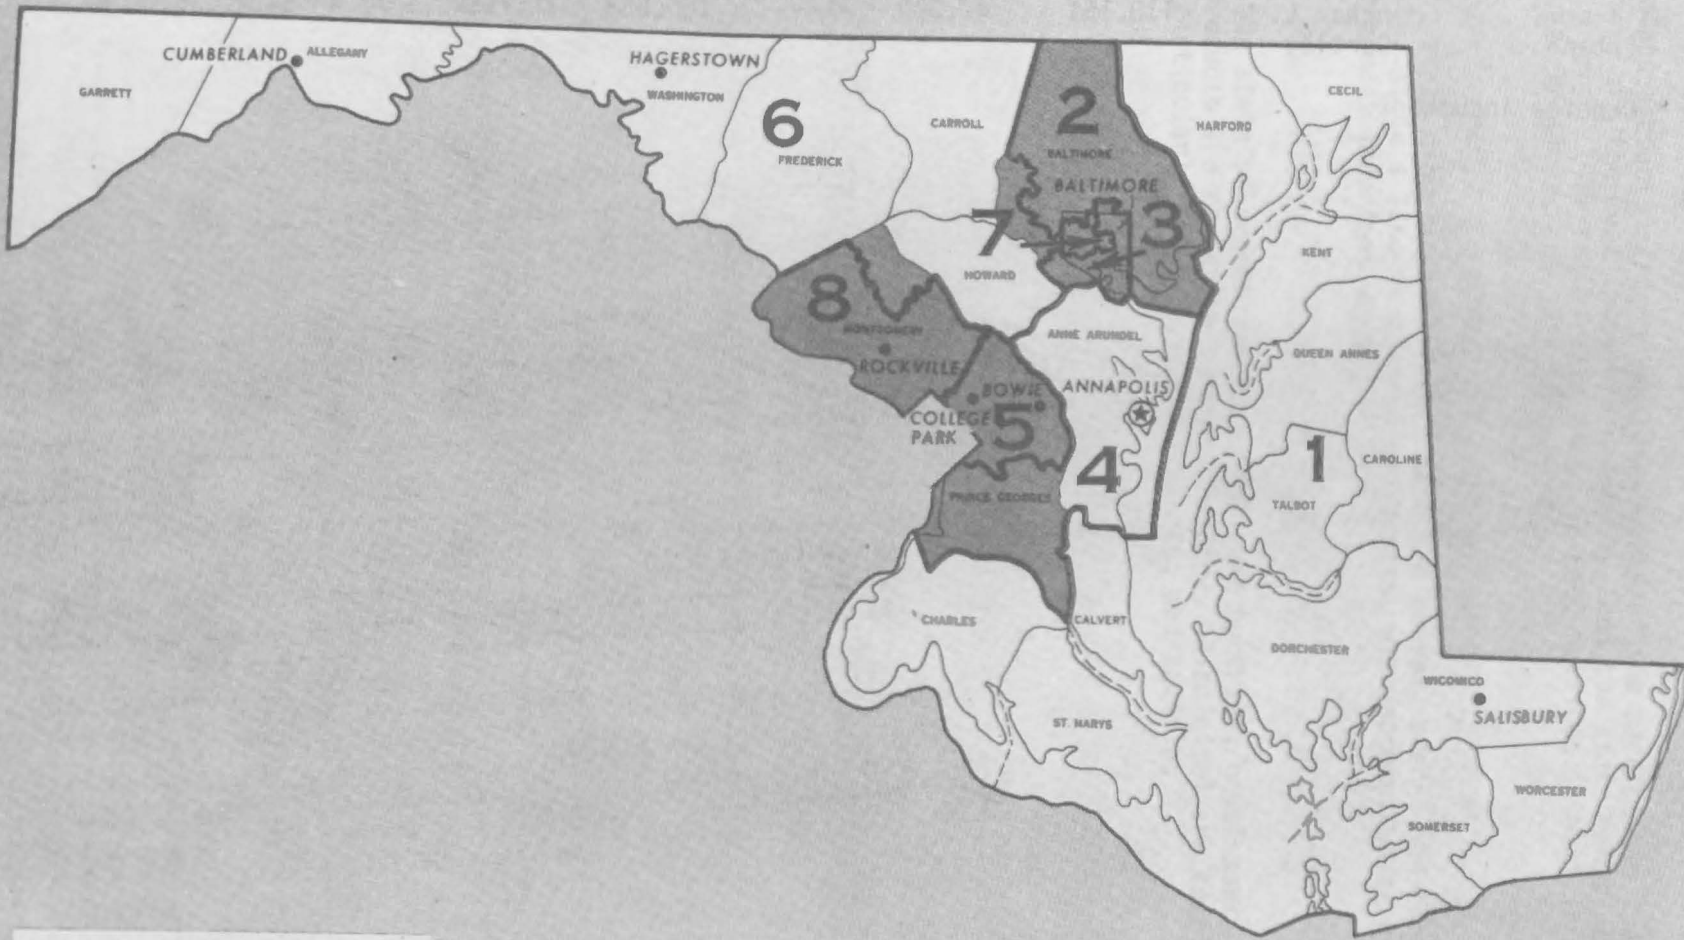 CUMBERLAND
ALLEGANY
GARRETT
HAGERSTOWN
WASHINGTON
6
FREDERICK
CARROLL
2
BALTIMORE
BALTIMORE
7
3
HARFORD
CECIL
KENT
HOWARD
8
MONTGOMERY
ROCKVILLE
ANNE ARUNDEL
QUEEN ANNES
BOWIE
ANNAPOLIS
COLLEGE
PARK
5
4
1
CAROLINE
TALBOT
PRINCE GEORGES
CHARLES
CALVERT
DORCHESTER
WICOMICO
SALISBURY
ST. MARYS
WORCESTER
SOMERSET